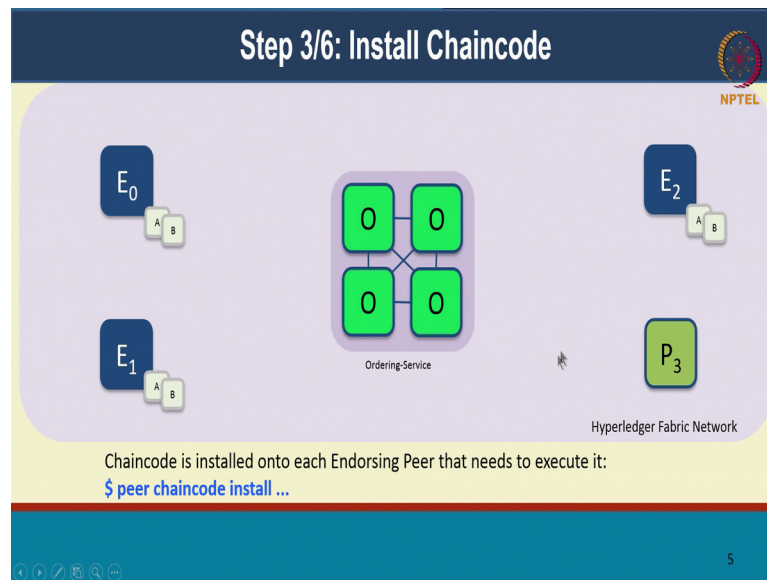 Step 3/6: Install Chaincode
NPTEL
E0
A
B
O
O
O
O
E2
A
B
E1
A
B
Ordering-Service
P3
Hyperledger Fabric Network
Chaincode is installed onto each Endorsing Peer that needs to execute it:
$ peer chaincode install ...
5